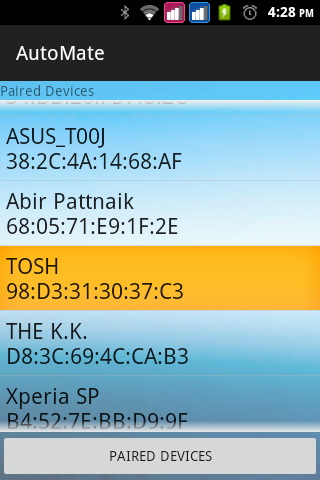 4:28 PM
AutoMate
Paired Devices
ASUS_T00J
38:2C:4A:14:68:AF
Abir Pattnaik
68:05:71:E9:1F:2E
TOSH
98:D3:31:30:37:C3
THE K.K.
D8:3C:69:4C:CA:B3
Xperia SP
B4:52:7E:BB:D9:9F
PAIRED DEVICES